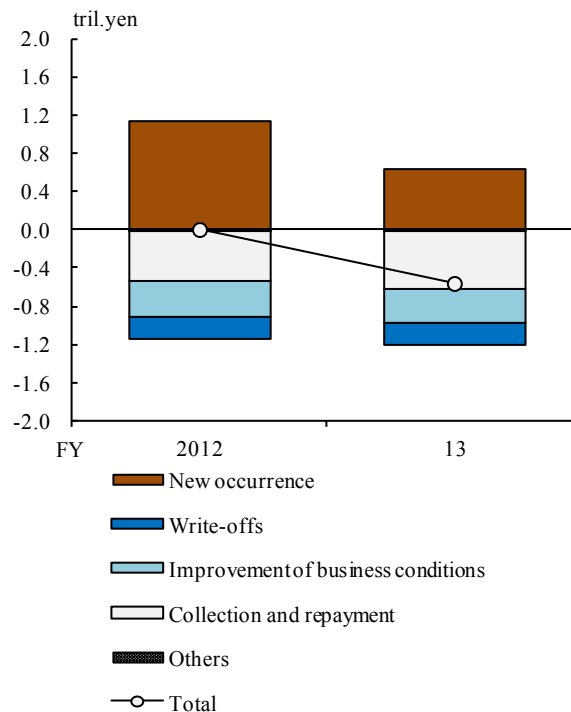 tril.yen
2.0
1.6
1.2
0.8
0.4
0.0
-0.4
-0.8
-1.2
-1.6
-2.0
FY 2012 13
New occurrence
Write-offs
Improvement of business conditions
Collection and repayment
Others
Total